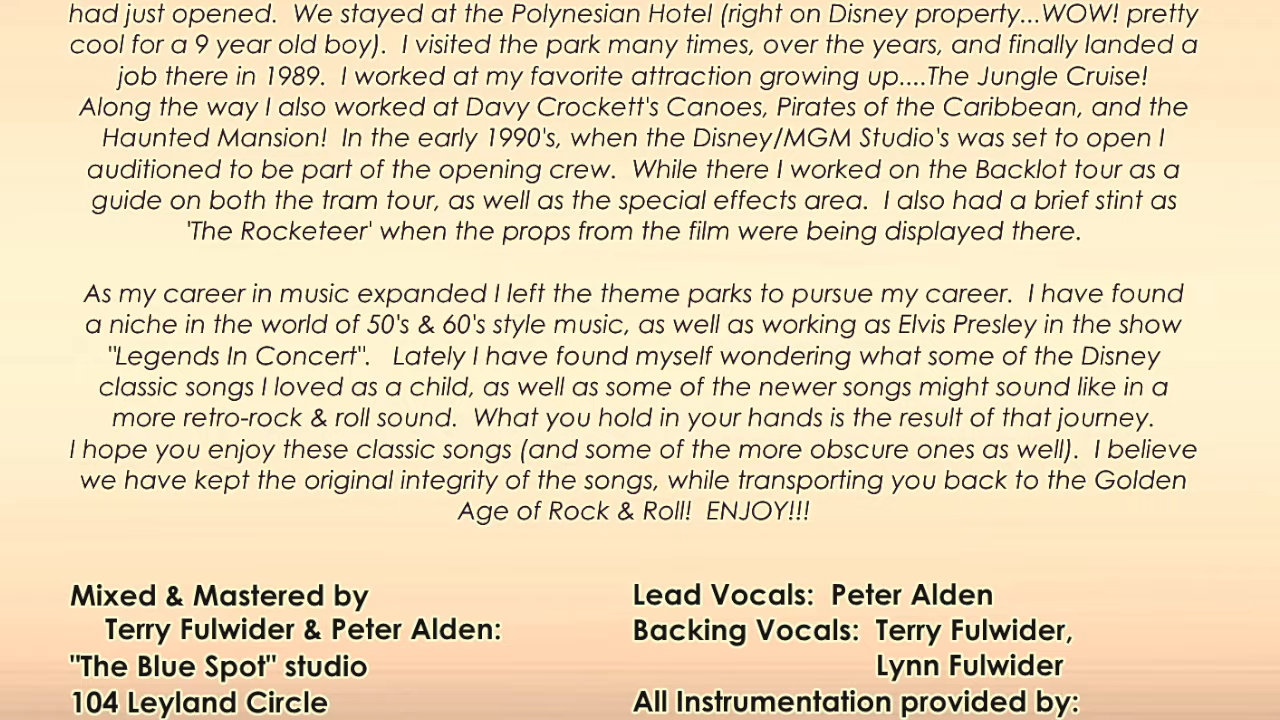 had just opened.  We stayed at the Polynesian Hotel (right on Disney property...WOW! pretty
cool for a 9 year old boy).  I visited the park many times, over the years, and finally landed a
job there in 1989.  I worked at my favorite attraction growing up....The Jungle Cruise!
Along the way I also worked at Davy Crockett's Canoes, Pirates of the Caribbean, and the
Haunted Mansion!  In the early 1990's, when the Disney/MGM Studio's was set to open I
auditioned to be part of the opening crew.  While there I worked on the Backlot tour as a
guide on both the tram tour, as well as the special effects area.  I also had a brief stint as
'The Rocketeer' when the props from the film were being displayed there.
As my career in music expanded I left the theme parks to pursue my career.  I have found
a niche in the world of 50's & 60's style music, as well as working as Elvis Presley in the show
"Legends In Concert".   Lately I have found myself wondering what some of the Disney
classic songs I loved as a child, as well as some of the newer songs might sound like in a
more retro-rock & roll sound.  What you hold in your hands is the result of that journey.
I hope you enjoy these classic songs (and some of the more obscure ones as well).  I believe
we have kept the original integrity of the songs, while transporting you back to the Golden
Age of Rock & Roll!  ENJOY!!!
Mixed & Mastered by
Terry Fulwider & Peter Alden:
"The Blue Spot" studio
104 Leyland Circle
Lead Vocals:  Peter Alden
Backing Vocals:  Terry Fulwider,
Lynn Fulwider
All Instrumentation provided by: